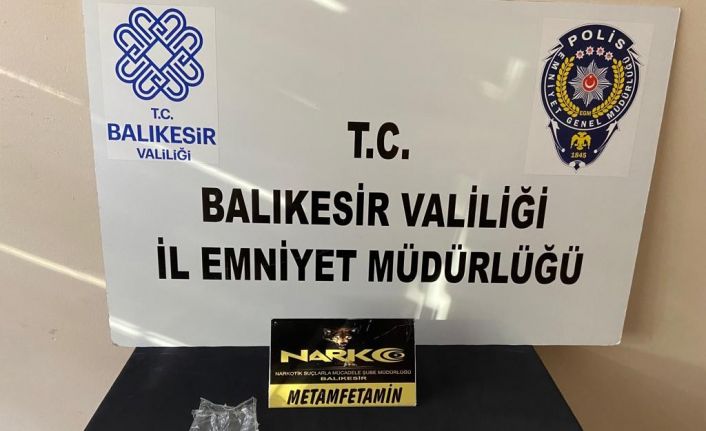 T.C.
BALIKESİR
VALİLİĞİ
POLİS
EMNİYET GENEL MÜDÜRLÜĞÜ
EGM
1845
T.C.
BALIKESİR VALİLİĞİ
İL EMNİYET MÜDÜRLÜĞÜ
NARKO
NARKOTİK SUÇLARLA MÜCADELE ŞUBE MÜDÜRLÜĞÜ
BALIKESİR
METAMFETAMİN